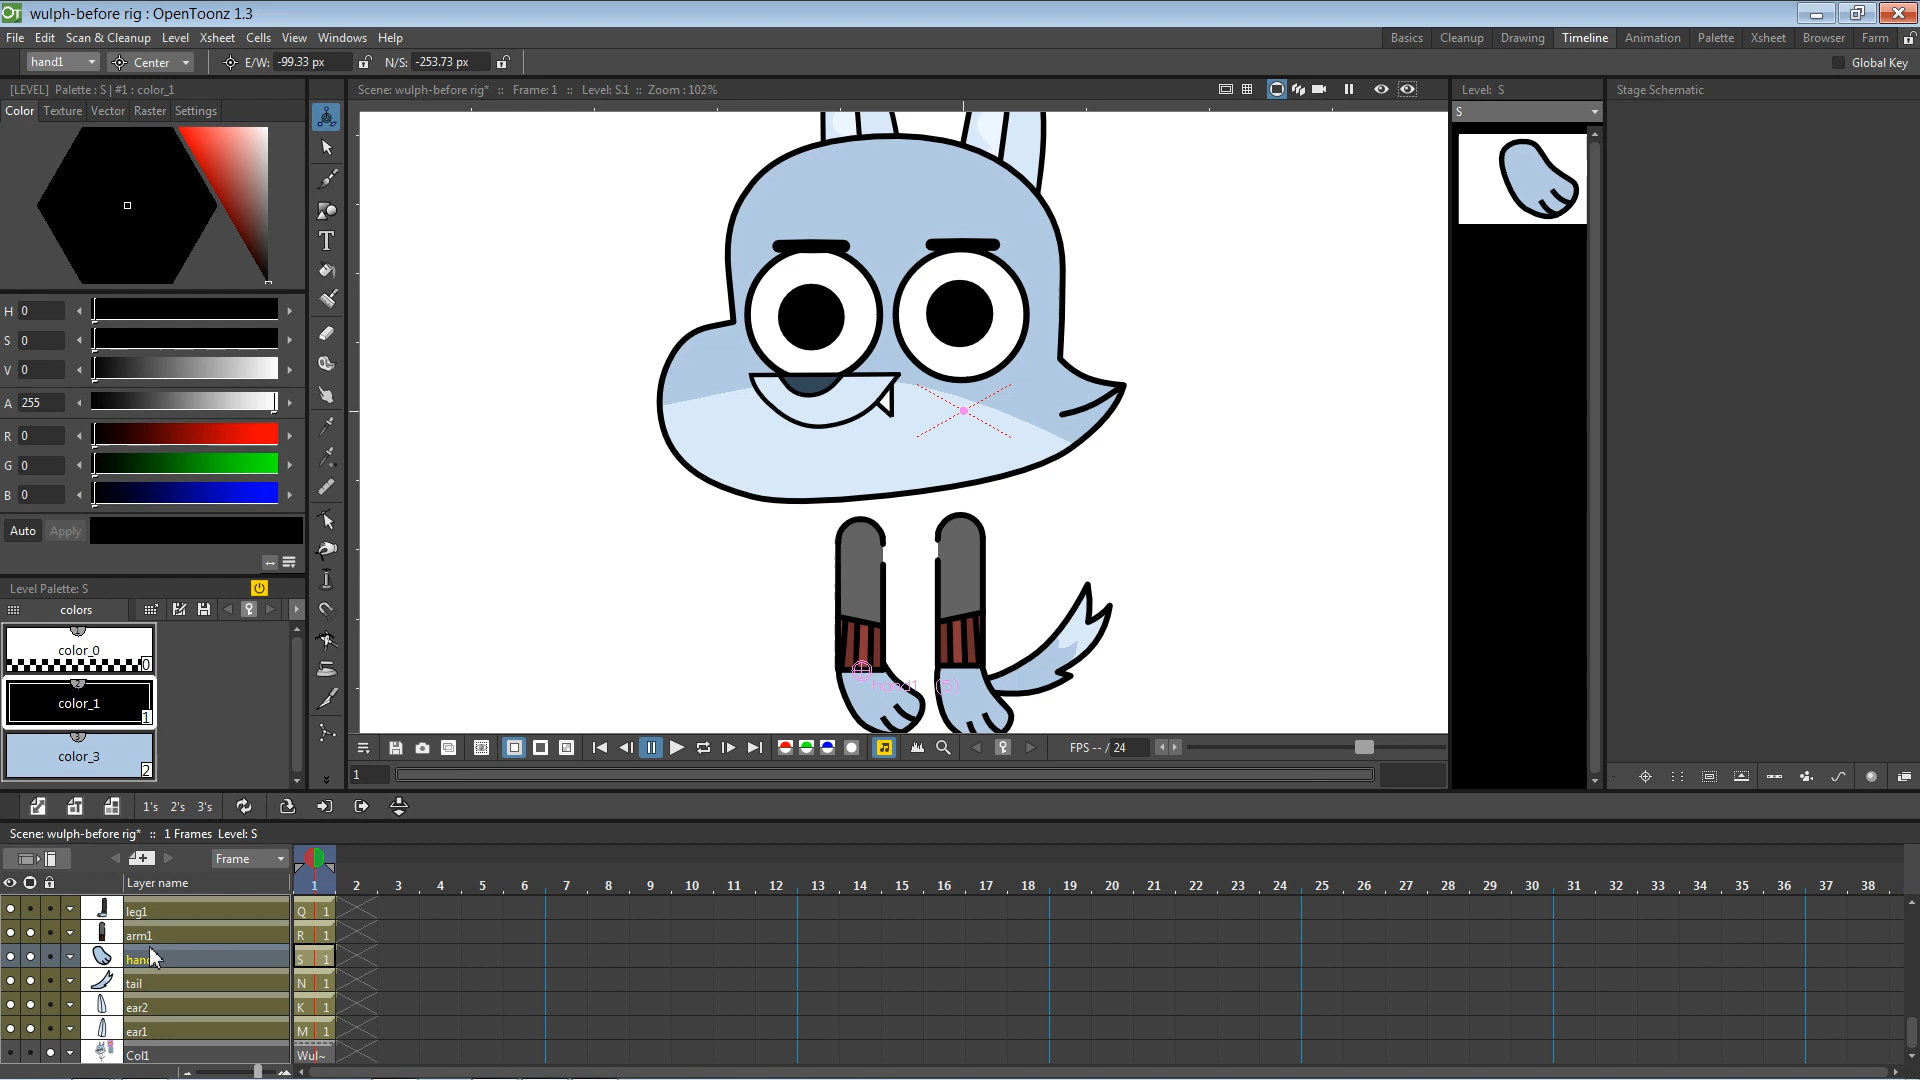 wulph-before rig : OpenToonz 1.3
File Edit Scan & Cleanup Level Xsheet Cells View Windows Help
Basics Cleanup Drawing Timeline Animation Palette Xsheet Browser Farm
hand1 Center E/W: -99.33 px N/S: -253.73 px Global Key
[LEVEL] Palette : S | #1 : color_1
Scene: wulph-before rig* :: Frame: 1 :: Level: S.1 :: Zoom : 102%
Level: S
Stage Schematic
Color Texture Vector Raster Settings
S
H 0
S 0
V 0
A 255
R 0
G 0
B 0
Auto Apply
Level Palette: S
colors
color_0
0
color_1
1
color_3
2
hand1 (S)
FPS -- / 24
1
1's 2's 3's
Scene: wulph-before rig* :: 1 Frames Level: S
Frame
Layer name
1 2 3 4 5 6 7 8 9 10 11 12 13 14 15 16 17 18 19 20 21 22 23 24 25 26 27 28 29 30 31 32 33 34 35 36 37 38
leg1 Q 1
arm1 R 1
S 1
tail N 1
ear2 K 1
ear1 M 1
Col1 Wul~